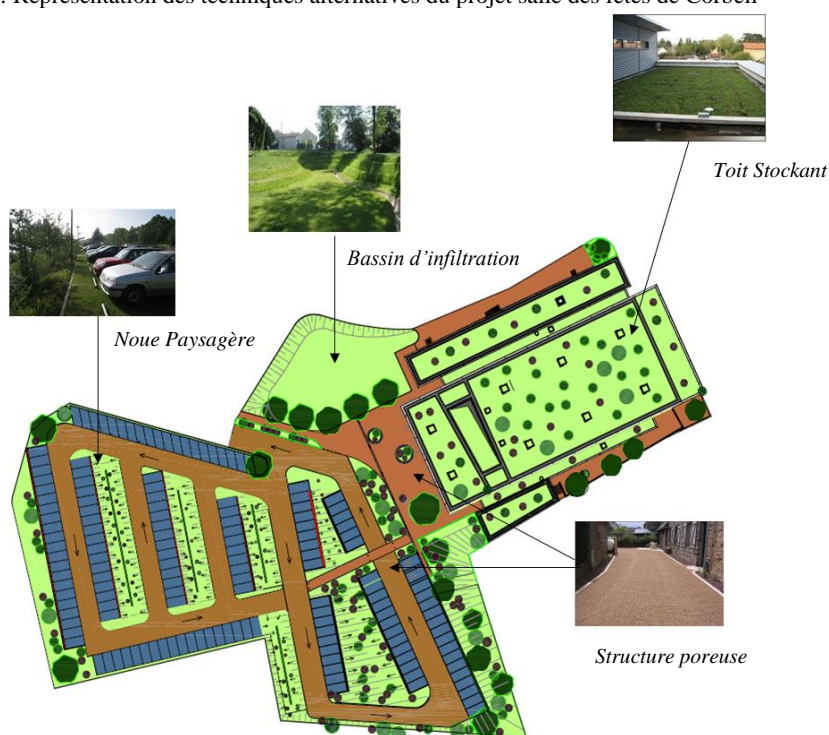 . Représentation des techniques alternatives du projet salle des fêtes de Corbeil
Toit Stockant
Bassin d’infiltration
Noue Paysagère
Structure poreuse